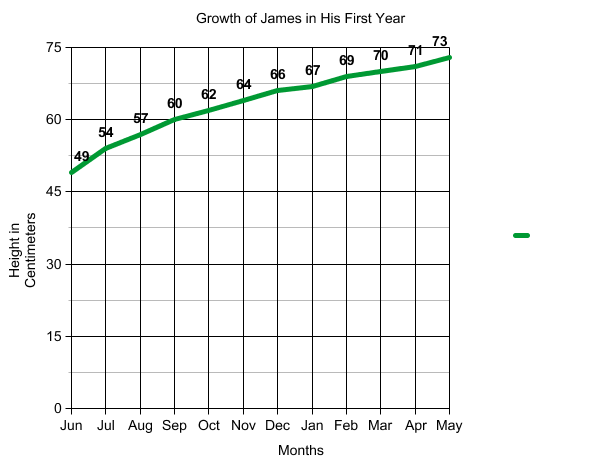 Growth of James in His First Year
75
60
45
30
15
0
Height in
Centimeters
49 54 57 60 62 64 66 67 69 70 71 73
Jun Jul Aug Sep Oct Nov Dec Jan Feb Mar Apr May
Months